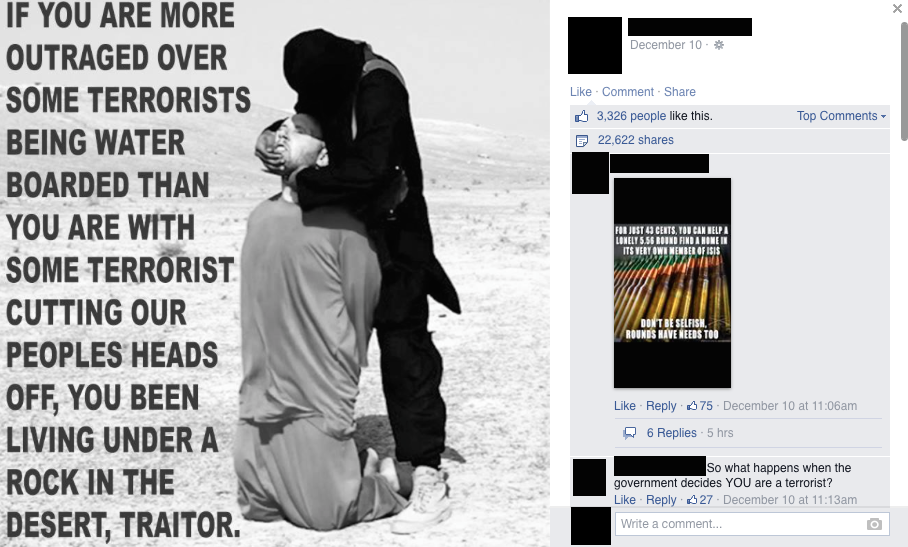 IF YOU ARE MORE
OUTRAGED OVER
SOME TERRORISTS
BEING WATER
BOARDED THAN
YOU ARE WITH
SOME TERRORIST
CUTTING OUR
PEOPLES HEADS
OFF, YOU BEEN
LIVING UNDER A
ROCK IN THE
DESERT, TRAITOR.
December 10 ·
Like · Comment · Share
3,326 people like this.
Top Comments
22,622 shares
FOR JUST 43 CENTS, YOU CAN HELP A
LONELY 5.56 ROUND FIND A HOME IN
ITS VERY OWN MEMBER OF ISIS
DON'T BE SELFISH,
ROUNDS HAVE NEEDS TOO
Like · Reply · 75 · December 10 at 11:06am
6 Replies · 5 hrs
So what happens when the
government decides YOU are a terrorist?
Like · Reply · 27 · December 10 at 11:13am
Write a comment...